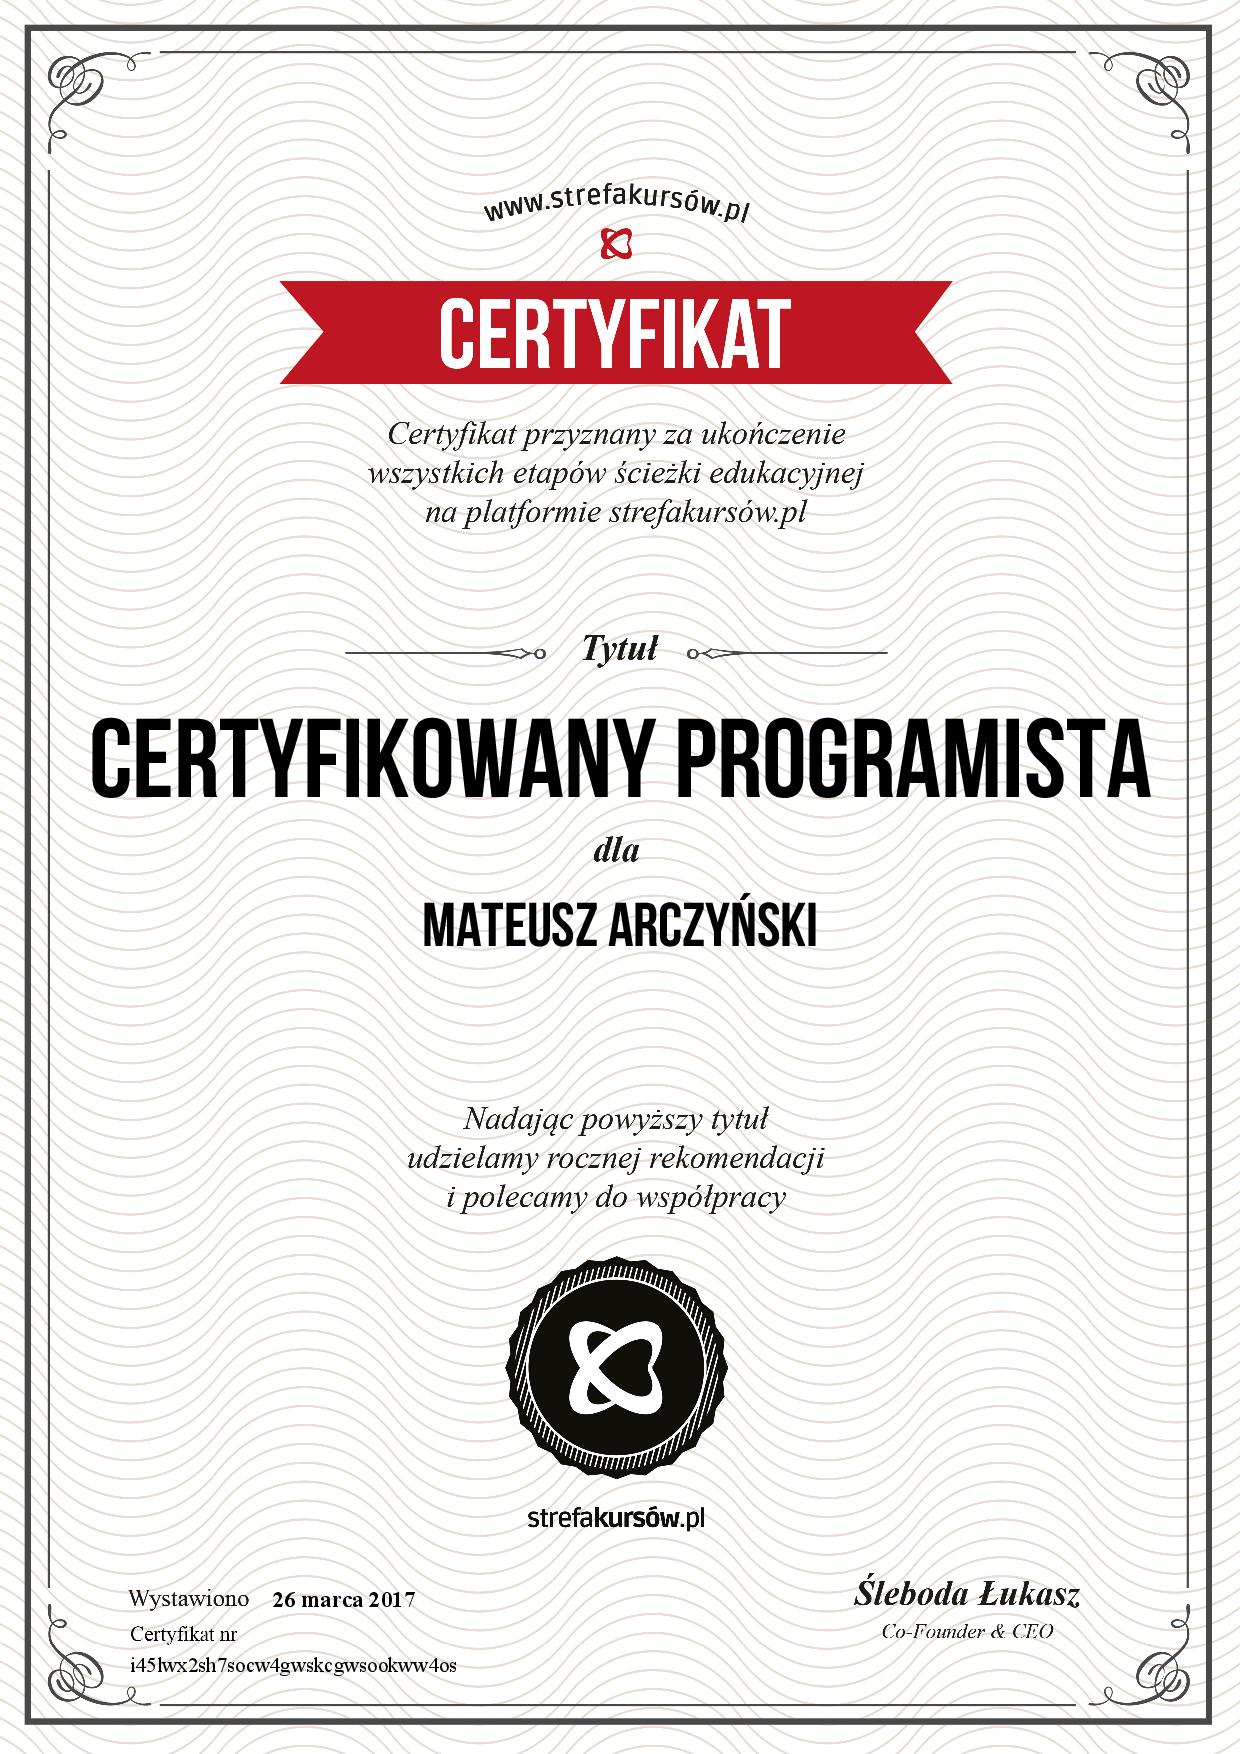 www.strefakursów.pl
CERTYFIKAT
Certyfikat przyznany za ukończenie
wszystkich etapów ścieżki edukacyjnej
na platformie strefakursów.pl
Tytuł
CERTYFIKOWANY PROGRAMISTA
dla
MATEUSZ ARCZYŃSKI
Nadając powyższy tytuł
udzielamy rocznej rekomendacji
i polecamy do współpracy
strefakursów.pl
Wystawiono 26 marca 2017
Certyfikat nr
i45lwx2sh7socw4gwskcgwsookww4os
Śleboda Łukasz
Co-Founder & CEO